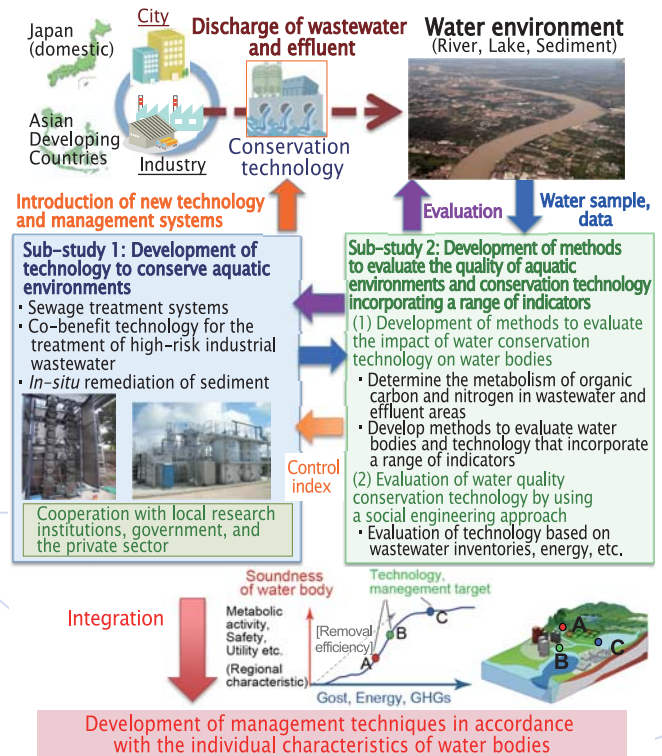 Japan
(domestic)
City
Asian
Developing
Countries
Industry
Discharge of wastewater
and effluent
Conservation
technology
Water environment
(River, Lake, Sediment)
Introduction of new technology
and management systems
Evaluation
Water sample,
data
Sub-study 1: Development of
technology to conserve aquatic
environments
· Sewage treatment systems
· Co-benefit technology for the
treatment of high-risk industrial
wastewater
· In-situ remediation of sediment
Cooperation with local research
institutions, government, and
the private sector
Control
index
Sub-study 2: Development of methods
to evaluate the quality of aquatic
environments and conservation technology
incorporating a range of indicators
(1) Development of methods to evaluate
the impact of water conservation
technology on water bodies
· Determine the metabolism of organic
carbon and nitrogen in wastewater and
effluent areas
· Develop methods to evaluate water
bodies and technology that incorporate
a range of indicators
(2) Evaluation of water quality
conservation technology by using
a social engineering approach
· Evaluation of technology based on
wastewater inventories, energy, etc.
Integration
Soundness
of water body
Metabolic
activity,
Safety,
Utility etc.
(Regional
characteristic)
Technology,
menagement target
[Removal
efficiency]
A
B
C
Gost, Energy, GHGs
A
B
C
Development of management techniques in accordance
with the individual characteristics of water bodies